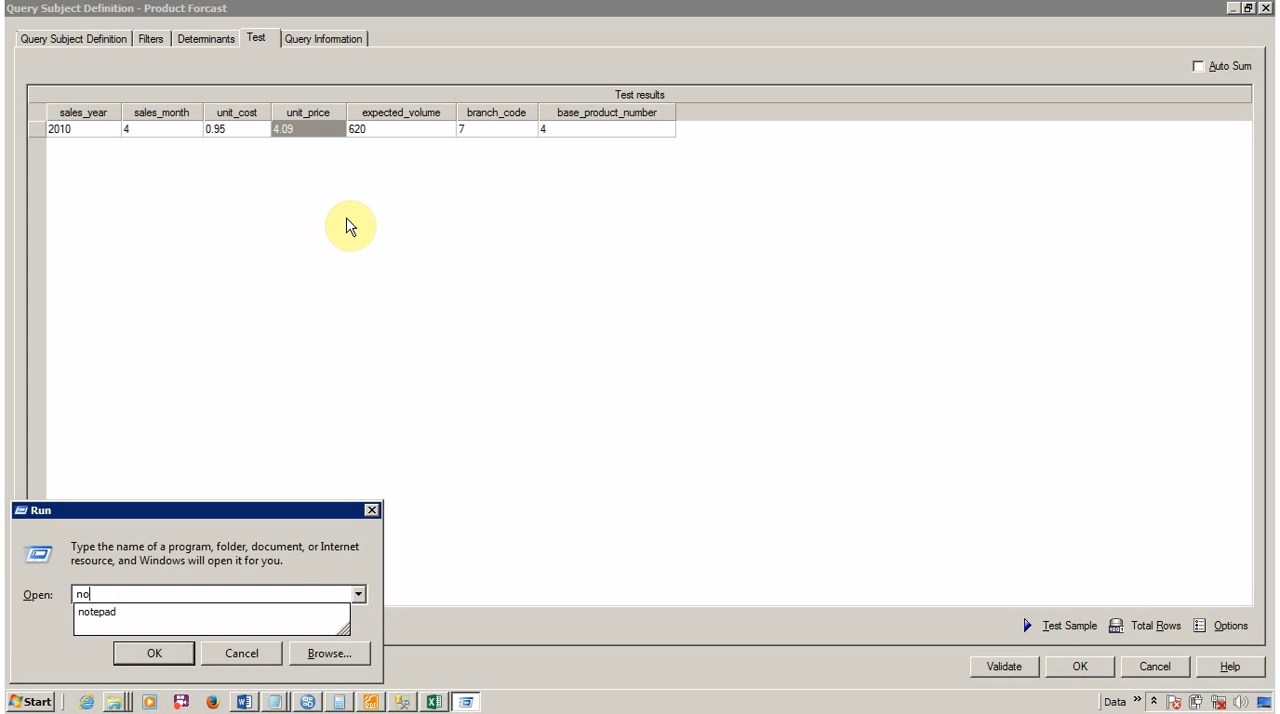 Query Subject Definition - Product Forcast
Query Subject Definition Filters Determinants Test Query Information
Auto Sum
Test results
sales_year sales_month unit_cost unit_price expected_volume branch_code base_product_number
2010 4 0.95 4.09 620 7 4
Run
Type the name of a program, folder, document, or Internet
resource, and Windows will open it for you.
Open: no
notepad
OK Cancel Browse...
Test Sample Total Rows Options
Validate OK Cancel Help
Start Data »